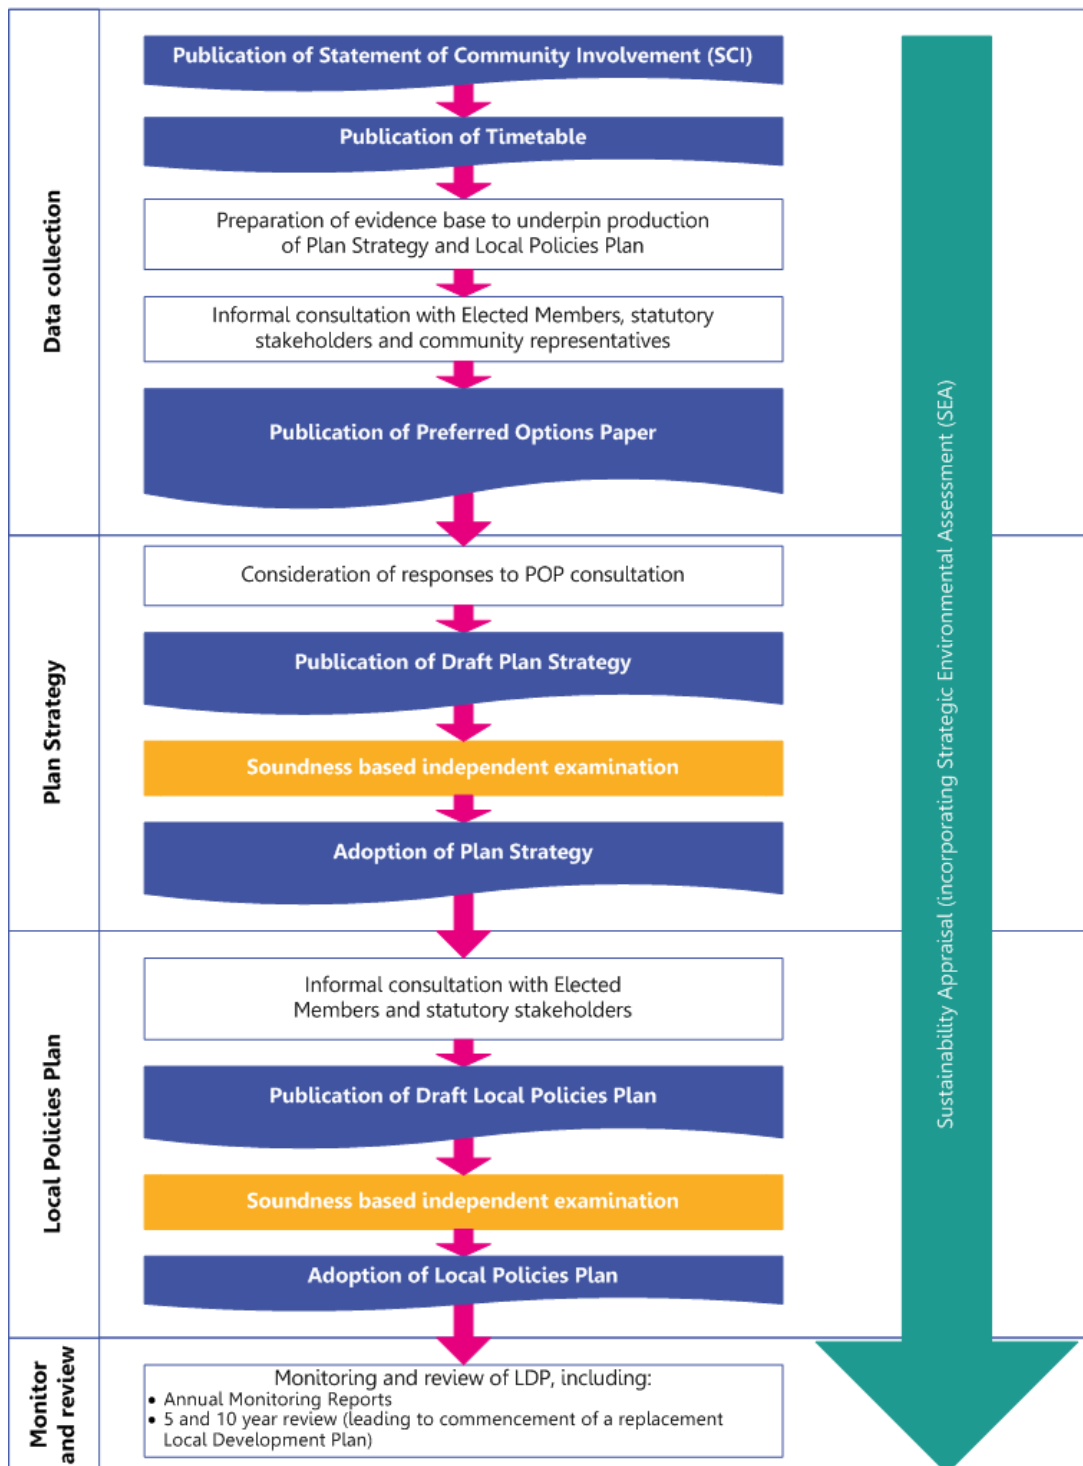 Data collection
Publication of Statement of Community Involvement (SCI)
Publication of Timetable
Preparation of evidence base to underpin production
of Plan Strategy and Local Policies Plan
Informal consultation with Elected Members, statutory
stakeholders and community representatives
Publication of Preferred Options Paper
Plan Strategy
Consideration of responses to POP consultation
Publication of Draft Plan Strategy
Soundness based independent examination
Adoption of Plan Strategy
Local Policies Plan
Informal consultation with Elected
Members and statutory stakeholders
Publication of Draft Local Policies Plan
Soundness based independent examination
Adoption of Local Policies Plan
Monitor
and review
Monitoring and review of LDP, including:
• Annual Monitoring Reports
• 5 and 10 year review (leading to commencement of a replacement
Local Development Plan)
Sustainability Appraisal (incorporating Strategic Environmental Assessment (SEA)